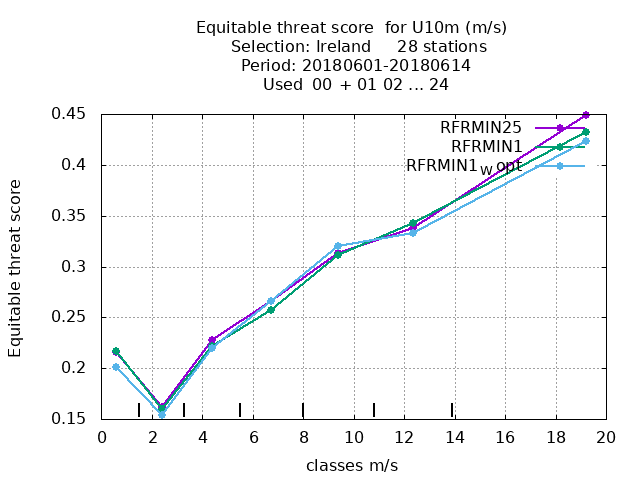 Equitable threat score for U10m (m/s)
Selection: Ireland 28 stations
Period: 20180601-20180614
Used 00 + 01 02 ... 24
Equitable threat score
0.45
0.4
0.35
0.3
0.25
0.2
0.15
RFRMIN25
RFRMIN1
RFRMIN1W opt
0 2 4 6 8 10 12 14 16 18 20
classes m/s